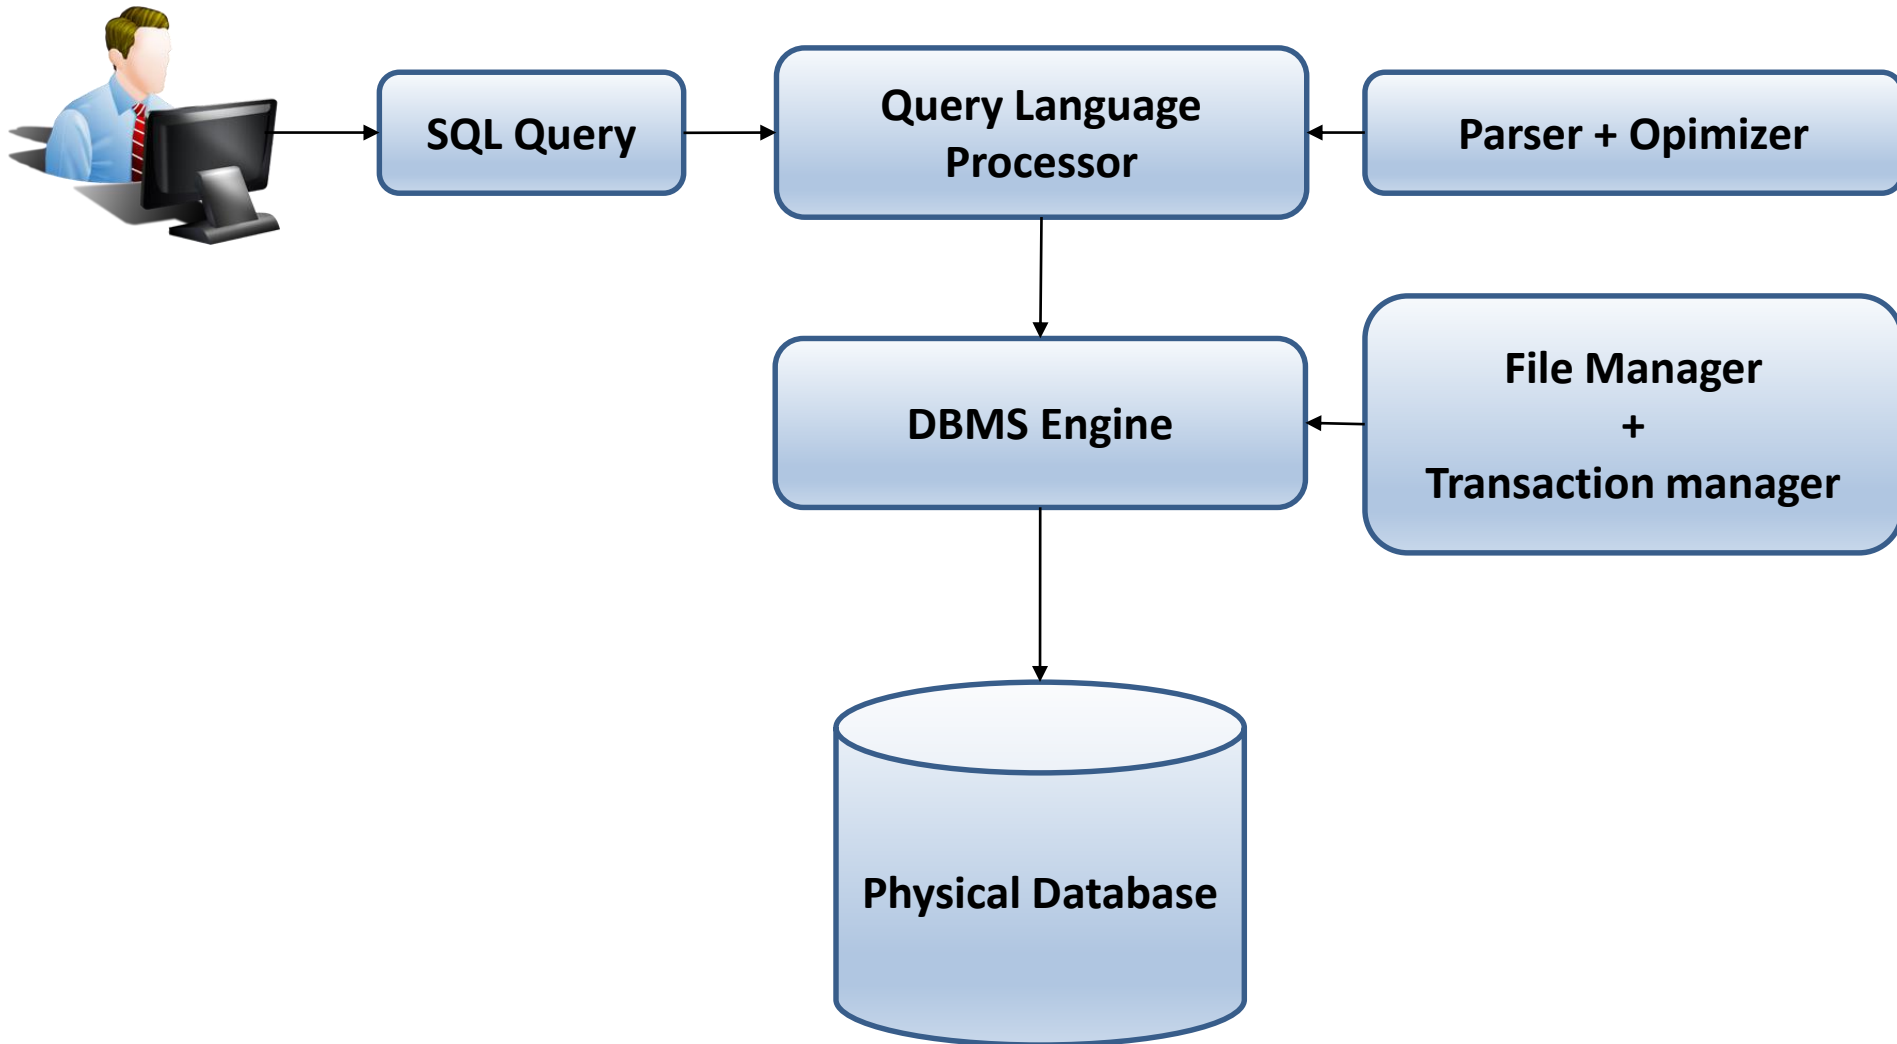 SQL Query
Query Language
Processor
Parser + Opimizer
DBMS Engine
File Manager
+
Transaction manager
Physical Database